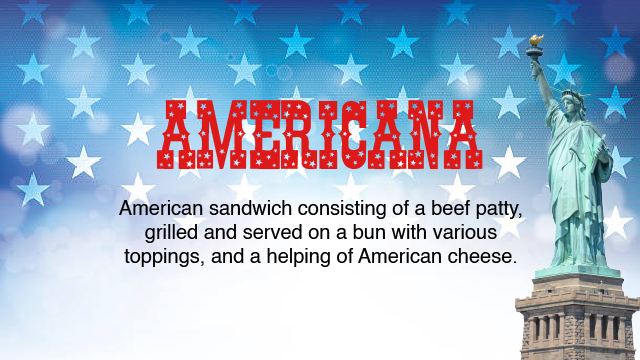 AMERICANA
American sandwich consisting of a beef patty,
grilled and served on a bun with various
toppings, and a helping of American cheese.